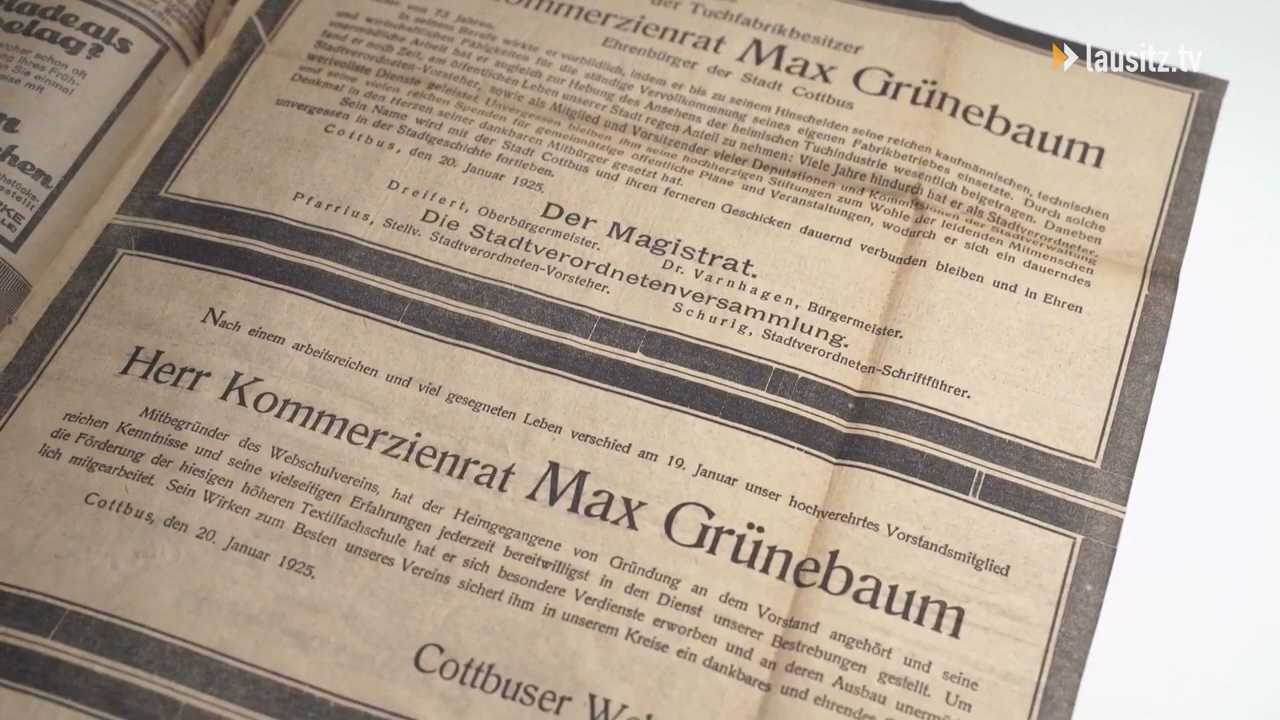 lausitz.tv
der Tuchfabrikbesitzer
Kommerzienrat Max Grünebaum
Ehrenbürger der Stadt Cottbus
von 73 Jahren.
In seinem Berufe wirkte er vorbildlich, indem er bis zu seinem Hinscheiden seine reichen kaufmännischen, technischen
und wirtschaftlichen Fähigkeiten für die ständige Vervollkommnung seines eigenen Fabrikbetriebes einsetzte. Durch solche
unermüdliche Arbeit hat er zugleich zur Hebung des Ansehens der heimischen Tuchindustrie wesentlich beigetragen. Daneben
fand er noch Zeit, am öffentlichen Leben unserer Stadt regen Anteil zu nehmen: Viele Jahre hindurch hat er als Stadtverordneter,
Stadtverordneten-Vorsteher, sowie als Mitglied und Vorsitzender vieler Deputationen und Kommissionen der Stadtverwaltung
wertvollste Dienste geleistet. Unvergessen bleiben ihm seine hochherzigen Stiftungen zum Wohle der leidenden Mitmenschen
und seine vielen reichen Spenden für gemeinnützige öffentliche Pläne und Veranstaltungen, wodurch er sich ein dauerndes
Denkmal in den Herzen seiner dankbaren Mitbürger gesetzt hat.
Sein Name wird mit der Stadt Cottbus und ihren ferneren Geschicken dauernd verbunden bleiben und in Ehren
unvergessen in der Stadtgeschichte fortleben.
Cottbus, den 20. Januar 1925.
Der Magistrat.
Dreifert, Oberbürgermeister. Dr. Varnhagen, Bürgermeister.
Die Stadtverordnetenversammlung.
Pfarrius, Stellv. Stadtverordneten-Vorsteher. Schurig, Stadtverordneten-Schriftführer.
Nach einem arbeitsreichen und viel gesegneten Leben verschied am 19. Januar unser hochverehrtes Vorstandsmitglied
Herr Kommerzienrat Max Grünebaum
Mitbegründer des Webschulvereins, hat der Heimgegangene von Gründung an dem Vorstand angehört und seine
reichen Kenntnisse und seine vielseitigen Erfahrungen jederzeit bereitwilligst in den Dienst unserer Bestrebungen gestellt. Um
die Förderung der hiesigen höheren Textilfachschule hat er sich besondere Verdienste erworben und an deren Ausbau unermüd-
lich mitgearbeitet. Sein Wirken zum Besten unseres Vereins sichert ihm in unserem Kreise ein dankbares und ehrendes
Cottbus, den 20. Januar 1925.
Cottbuser